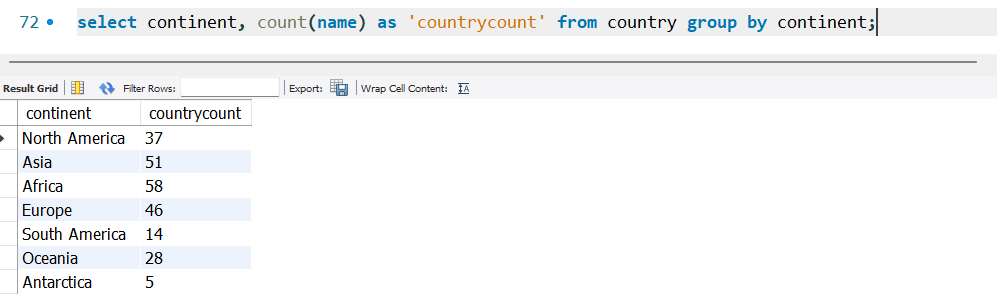 72 select continent, count(name) as 'countrycount' from country group by continent;
Result Grid Filter Rows: Export: Wrap Cell Content: IA
continent countrycount
North America 37
Asia 51
Africa 58
Europe 46
South America 14
Oceania 28
Antarctica 5